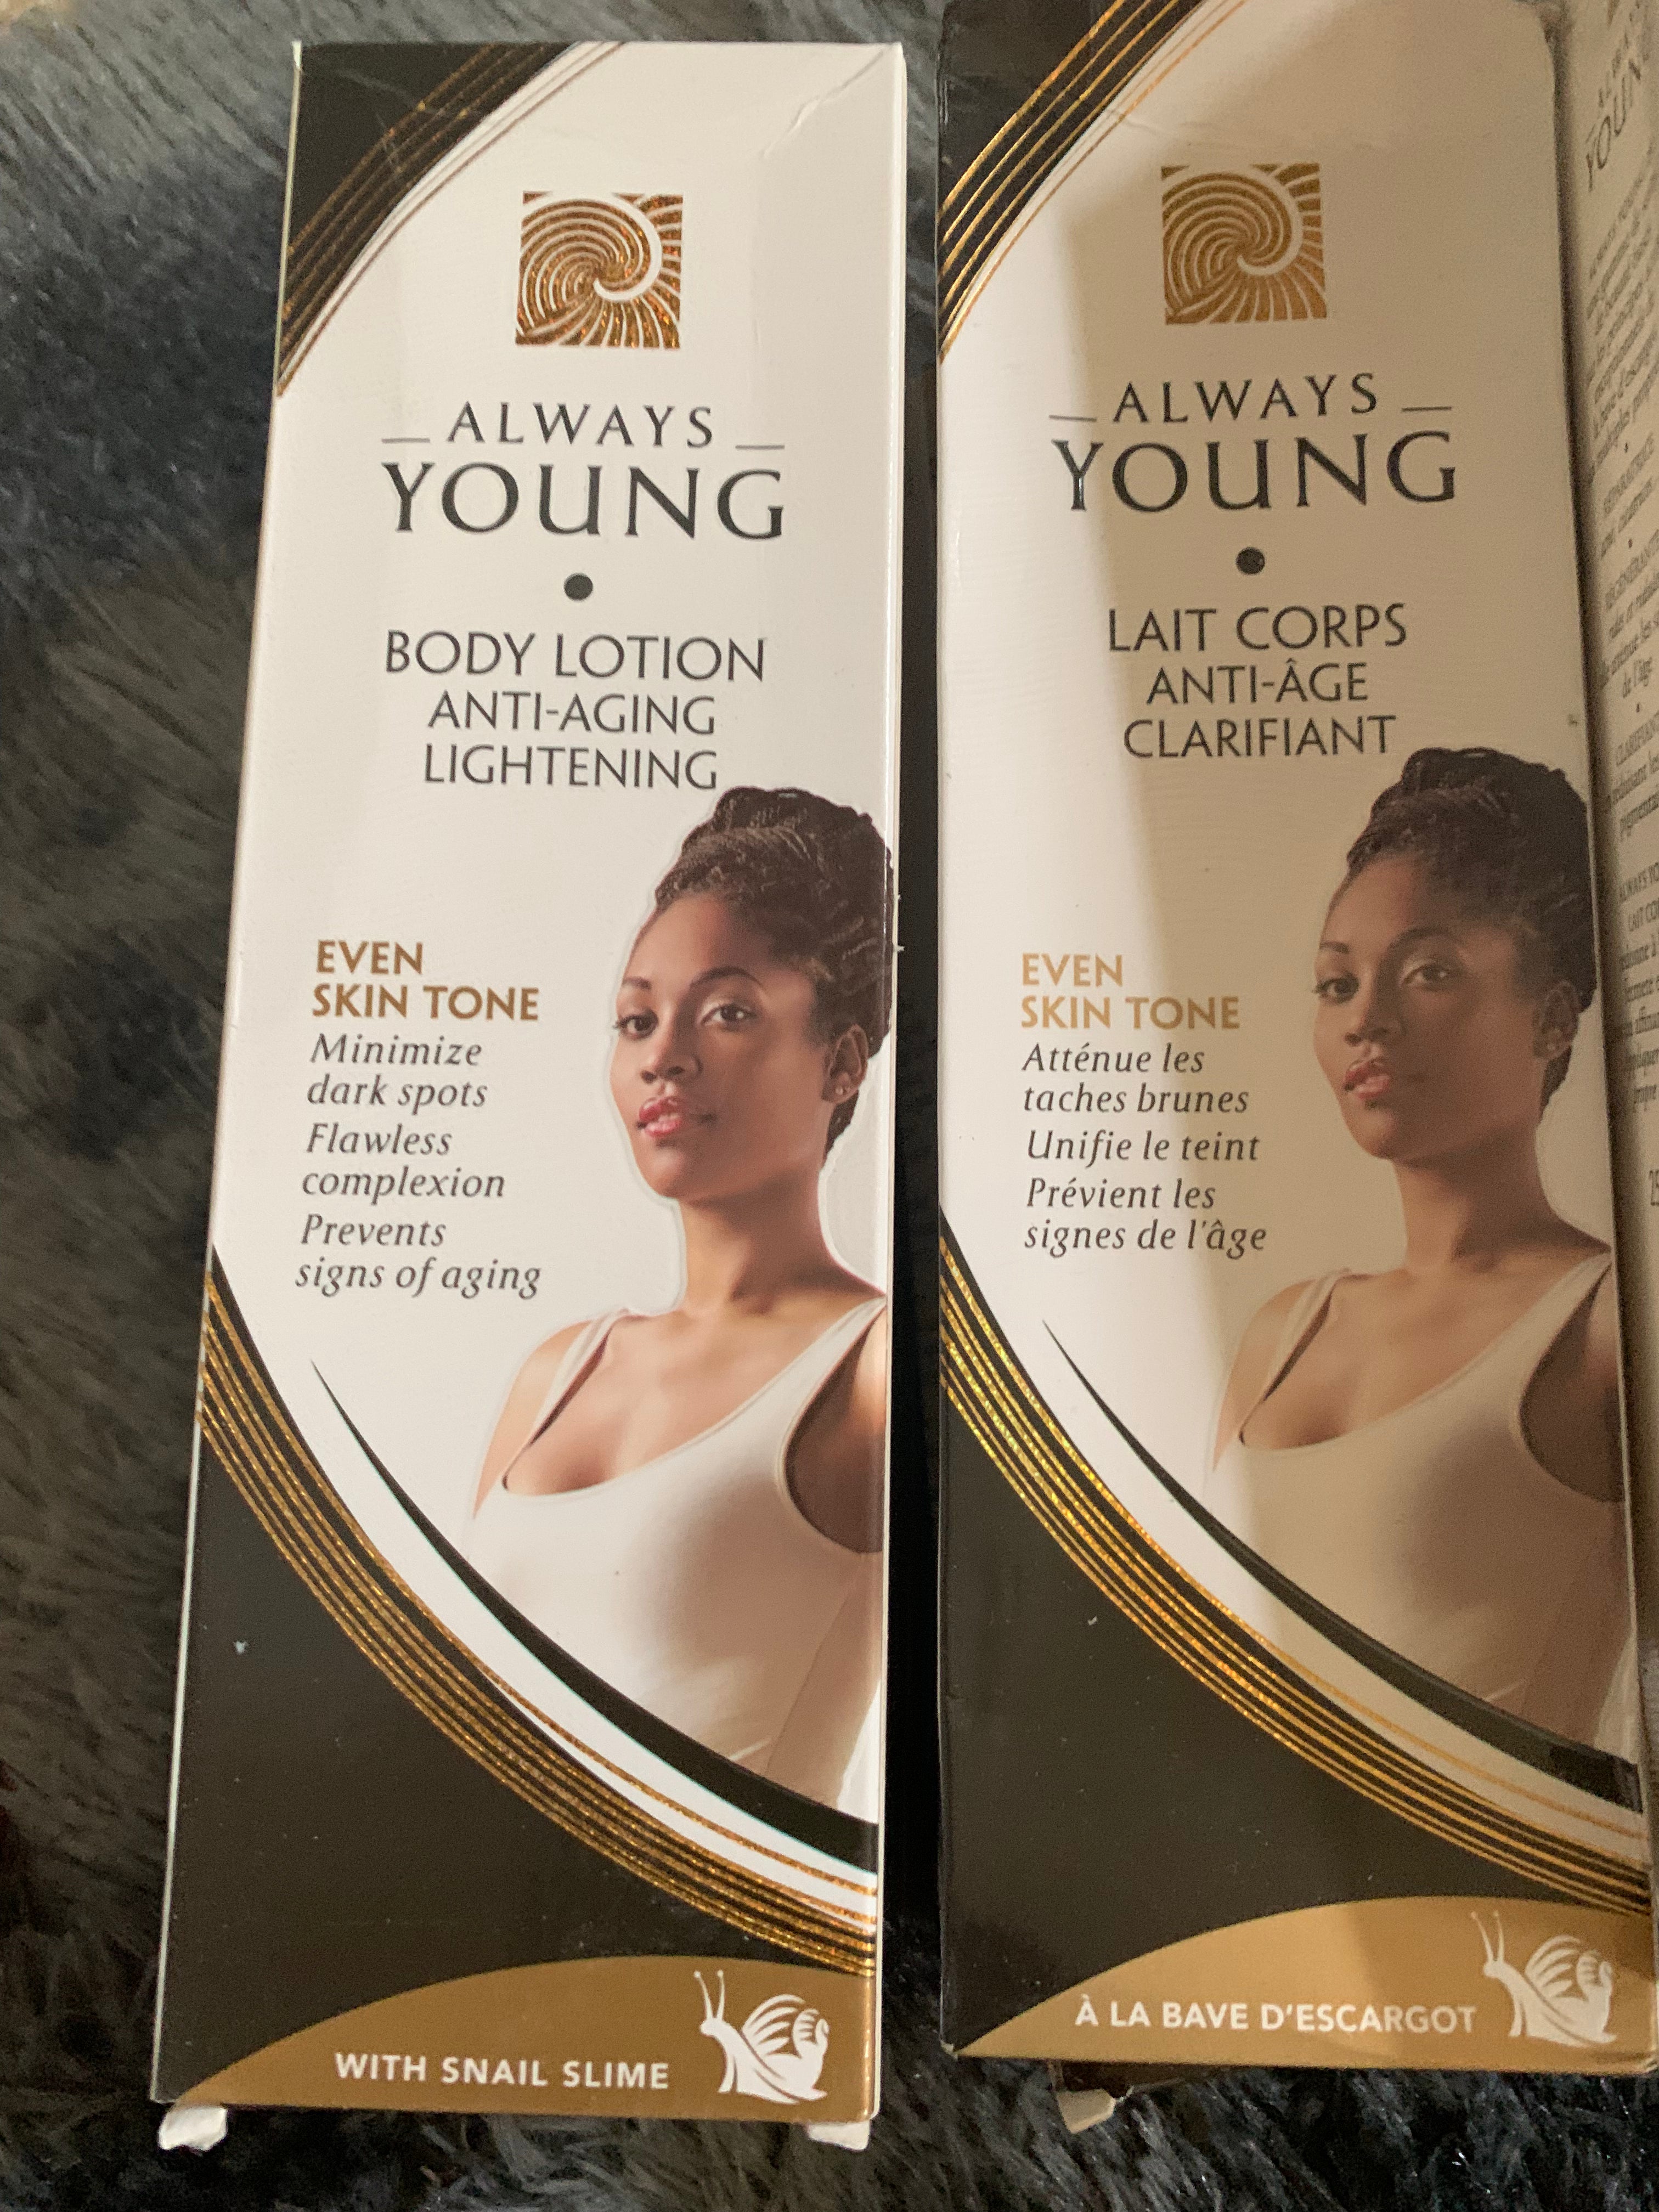 ALWAYS
YOUNG
BODY LOTION
ANTI-AGING
LIGHTENING
EVEN
SKIN TONE
Minimize
dark spots
Flawless
complexion
Prevents
signs of aging
WITH SNAIL SLIME
ALWAYS
YOUNG
LAIT CORPS
ANTI-ÂGE
CLARIFIANT
EVEN
SKIN TONE
Atténue les
taches brunes
Unifie le teint
Prévient les
signes de l'âge
À LA BAVE D'ESCARGOT